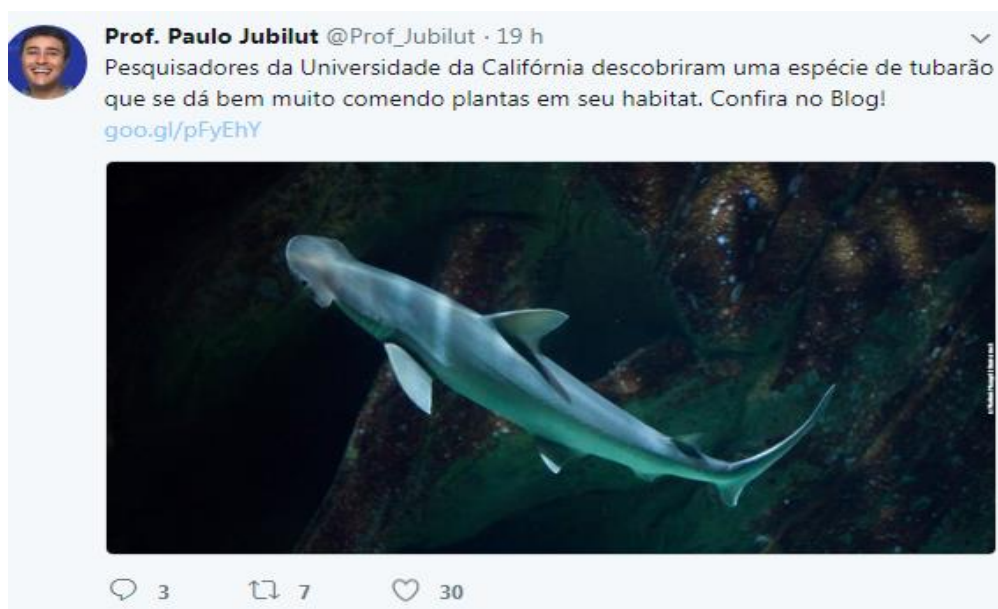 Prof. Paulo Jubilut @Prof_Jubilut · 19 h
Pesquisadores da Universidade da Califórnia descobriram uma espécie de tubarão
que se dá bem muito comendo plantas em seu habitat. Confira no Blog!
goo.gl/pFyEhY
3 7 30